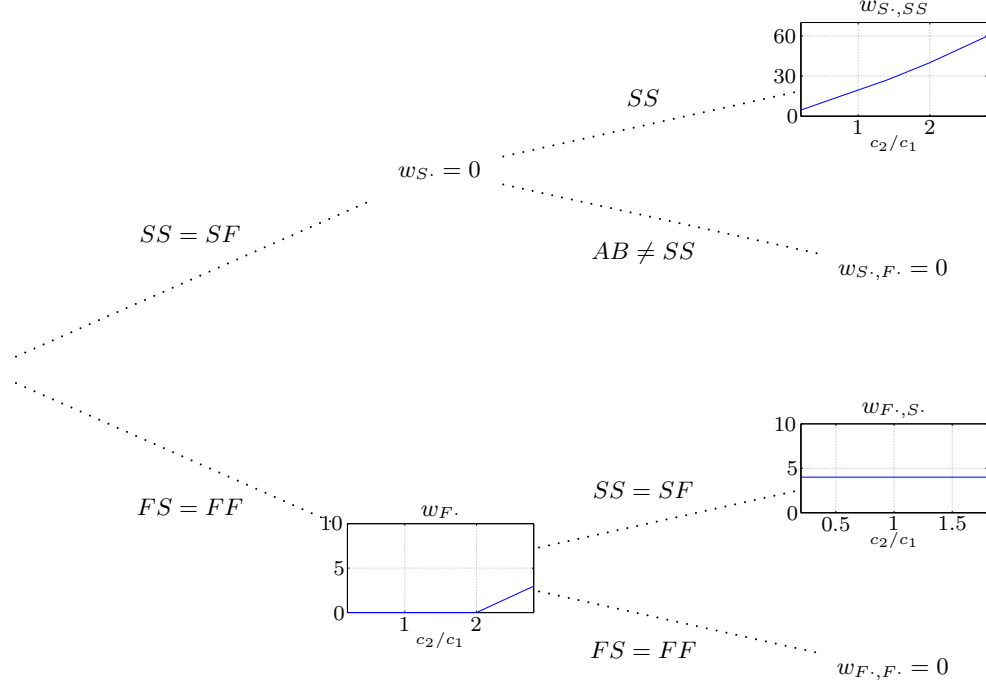 w_{S·,SS}
60
30
0
1 2
c_2/c_1
SS
w_{S·} = 0
SS = SF
AB ≠ SS
w_{S·,F·} = 0
w_{F·,S·}
10
5
0
0.5 1 1.5
c_2/c_1
SS = SF
FS = FF
w_{F·}
10
5
0
1 2
c_2/c_1
FS = FF
w_{F·,F·} = 0